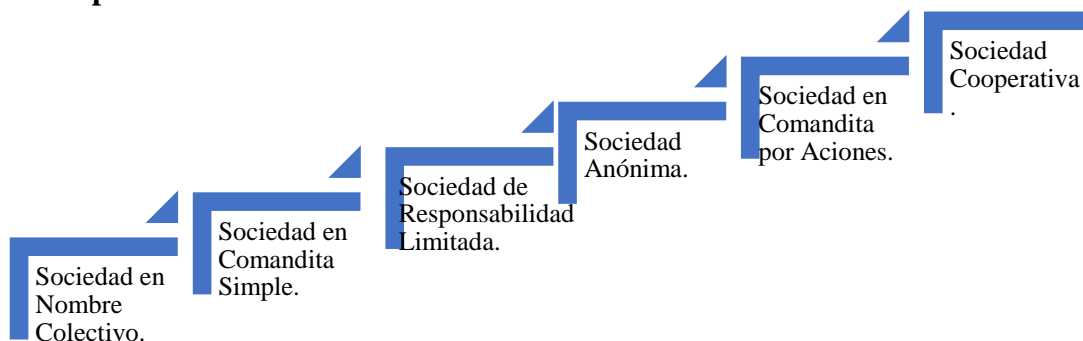 Sociedad en
Nombre
Colectivo.
Sociedad en
Comandita
Simple.
Sociedad de
Responsabilidad
Limitada.
Sociedad
Anónima.
Sociedad en
Comandita
por Aciones.
Sociedad
Cooperativa
.